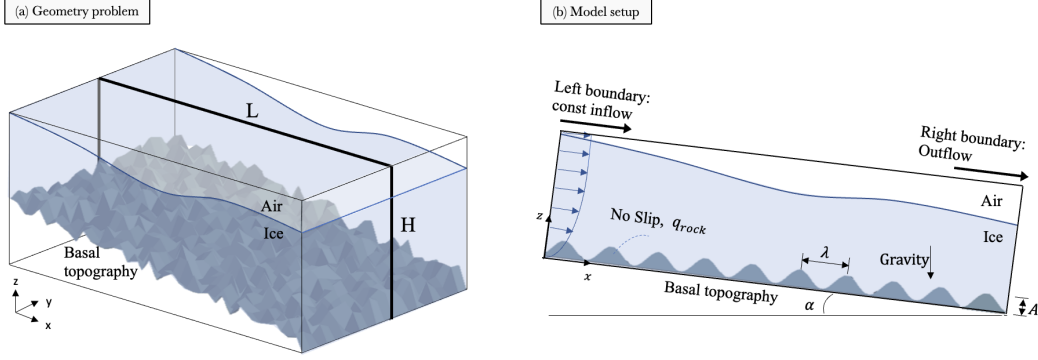 (a) Geometry problem
L
H
Air
Ice
Basal
topography
z
y
x
(b) Model setup
Left boundary:
const inflow
Right boundary:
Outflow
Air
Ice
z
No Slip, q_rock
λ
Gravity
x
Basal topography
α
A